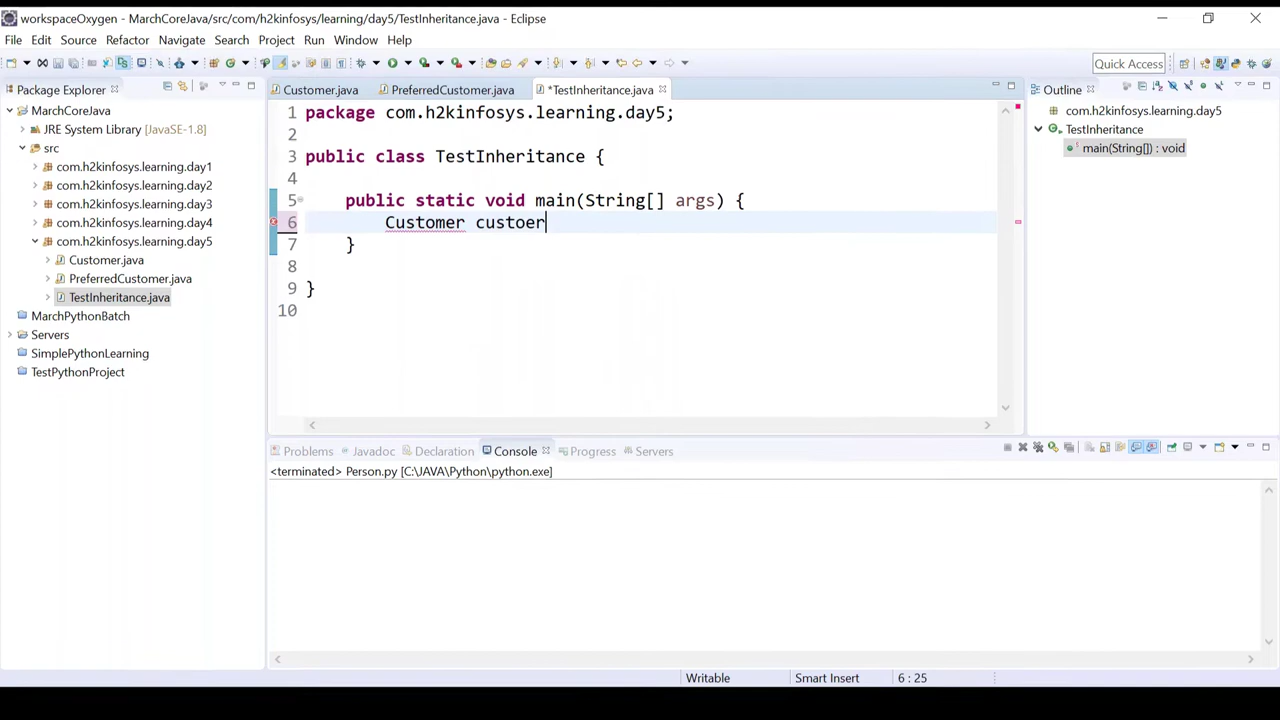 workspaceOxygen - MarchCoreJava/src/com/h2kinfosys/learning/day5/TestInheritance.java - Eclipse
File Edit Source Refactor Navigate Search Project Run Window Help
Quick Access
Package Explorer
MarchCoreJava
JRE System Library [JavaSE-1.8]
src
com.h2kinfosys.learning.day1
com.h2kinfosys.learning.day2
com.h2kinfosys.learning.day3
com.h2kinfosys.learning.day4
com.h2kinfosys.learning.day5
Customer.java
PreferredCustomer.java
TestInheritance.java
MarchPythonBatch
Servers
SimplePythonLearning
TestPythonProject
Customer.java PreferredCustomer.java *TestInheritance.java
1 package com.h2kinfosys.learning.day5;
2
3 public class TestInheritance {
4
5 public static void main(String[] args) {
6 Customer custoer
7 }
8
9 }
10
Outline
com.h2kinfosys.learning.day5
TestInheritance
main(String[]) : void
Problems Javadoc Declaration Console Progress Servers
<terminated> Person.py [C:\JAVA\Python\python.exe]
Writable Smart Insert 6 : 25